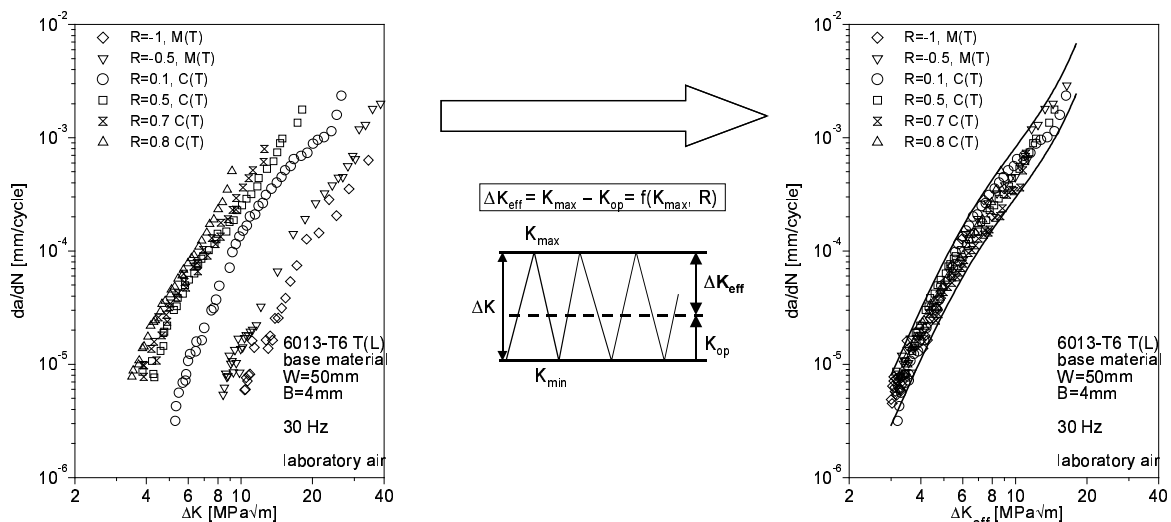 10⁻²
10⁻³
10⁻⁴
10⁻⁵
10⁻⁶
da/dN [mm/cycle]
R=-1, M(T)
R=-0.5, M(T)
R=0.1, C(T)
R=0.5, C(T)
R=0.7 C(T)
R=0.8 C(T)
6013-T6 T(L)
base material
W=50mm
B=4mm
30 Hz
laboratory air
2 4 6 8 10 20 40
ΔK [MPa√m]
ΔK_eff = K_max – K_op = f(K_max, R)
K_max
ΔK
ΔK_eff
K_op
K_min
10⁻²
10⁻³
10⁻⁴
10⁻⁵
10⁻⁶
da/dN [mm/cycle]
R=-1, M(T)
R=-0.5, M(T)
R=0.1, C(T)
R=0.5, C(T)
R=0.7 C(T)
R=0.8 C(T)
6013-T6 T(L)
base material
W=50mm
B=4mm
30 Hz
laboratory air
2 4 6 8 10 20 40
ΔK_eff [MPa√m]